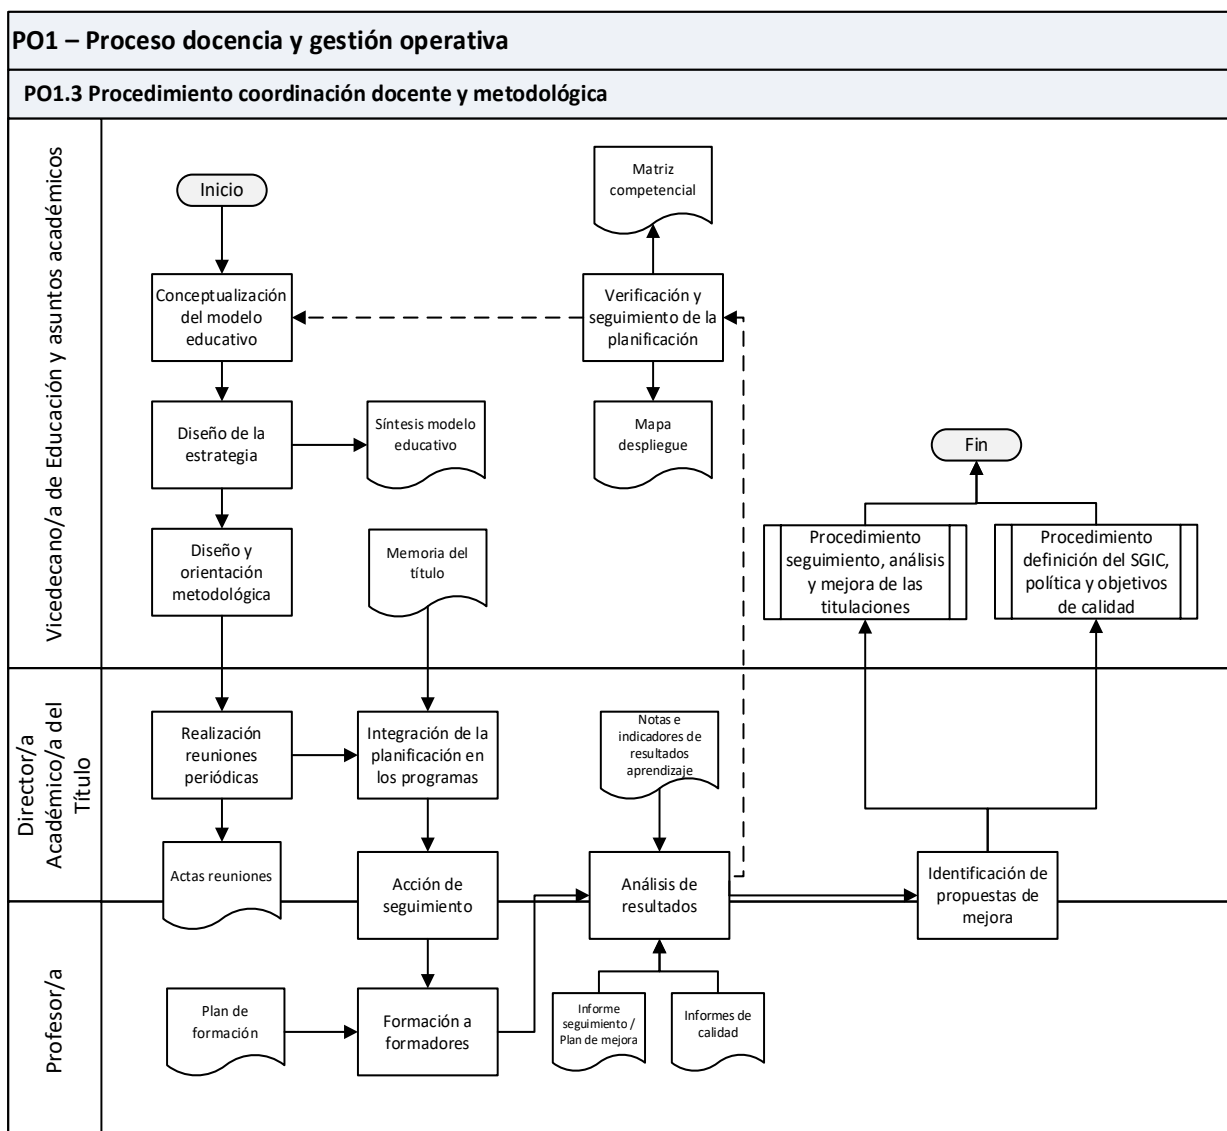 PO1 – Proceso docencia y gestión operativa
PO1.3 Procedimiento coordinación docente y metodológica
Vicedecano/a de Educación y asuntos académicos
Inicio
Matriz
competencial
Conceptualización
del modelo
educativo
Verificación y
seguimiento de la
planificación
Diseño de la
estrategia
Síntesis modelo
educativo
Mapa
despliegue
Fin
Diseño y
orientación
metodológica
Memoria del
título
Procedimiento
seguimiento, análisis
y mejora de las
titulaciones
Procedimiento
definición del SGIC,
política y objetivos
de calidad
Director/a
Académico/a del
Título
Realización
reuniones
periódicas
Integración de la
planificación en
los programas
Notas e
indicadores de
resultados
aprendizaje
Actas reuniones
Acción de
seguimiento
Análisis de
resultados
Identificación de
propuestas de
mejora
Profesor/a
Plan de
formación
Formación a
formadores
Informe
seguimiento /
Plan de mejora
Informes de
calidad